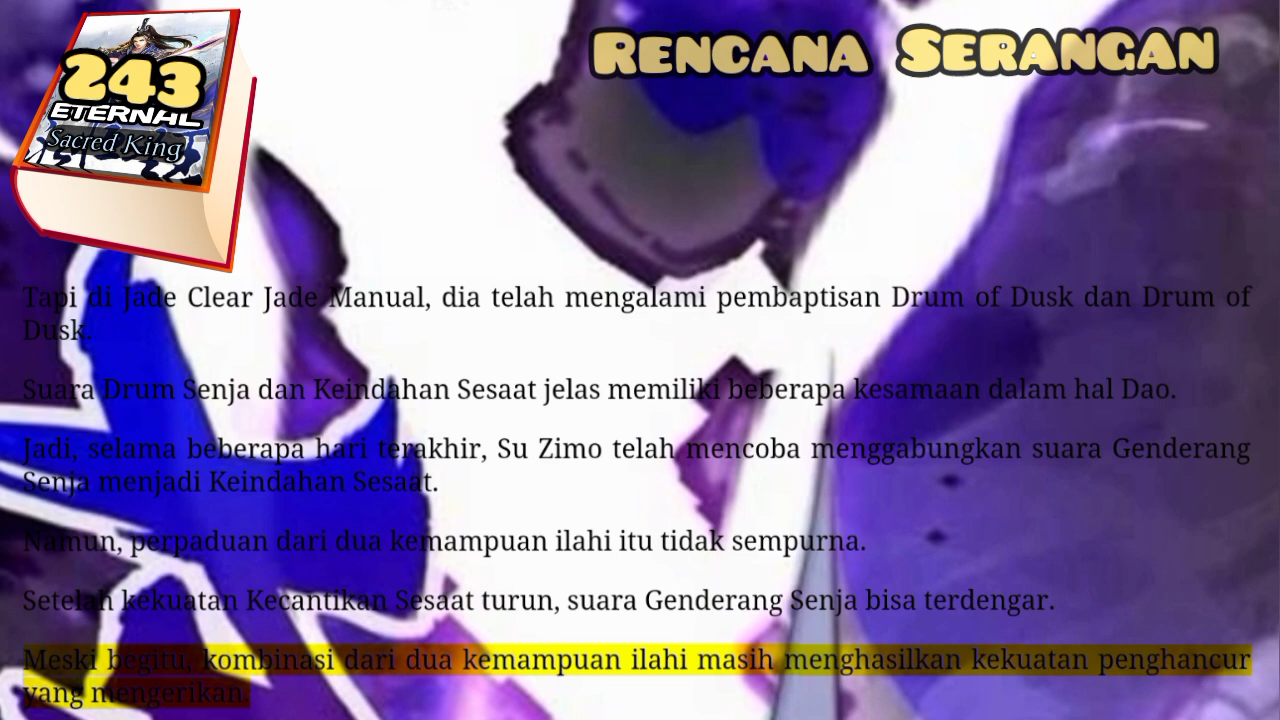 243
ETERNAL
Sacred King
RENCANA SERANGAN
Tapi di Jade Clear Jade Manual, dia telah mengalami pembaptisan Drum of Dusk dan Drum of
Dusk.
Suara Drum Senja dan Keindahan Sesaat jelas memiliki beberapa kesamaan dalam hal Dao.
Jadi, selama beberapa hari terakhir, Su Zimo telah mencoba menggabungkan suara Genderang
Senja menjadi Keindahan Sesaat.
Namun, perpaduan dari dua kemampuan ilahi itu tidak sempurna.
Setelah kekuatan Kecantikan Sesaat turun, suara Genderang Senja bisa terdengar.
Meski begitu, kombinasi dari dua kemampuan ilahi masih menghasilkan kekuatan penghancur
yang mengerikan.